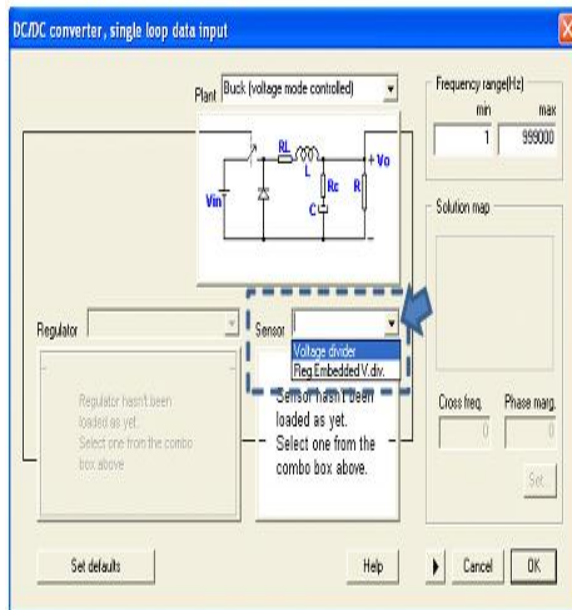 DC/DC converter, single loop data input
Plant Buck (voltage mode controlled)
RL
L
+ Vo
Rc
R
Vin
C
-
Frequency range(Hz)
min max
1 999000
Solution map
Regulator
Sensor
Voltage divider
Reg.Embedded V.div.
Regulator hasn't been
loaded as yet.
Select one from the combo
box above
Sensor hasn't been
loaded as yet.
Select one from the
combo box above.
Cross freq. Phase marg.
0 0
Set...
Set defaults
Help
Cancel
OK